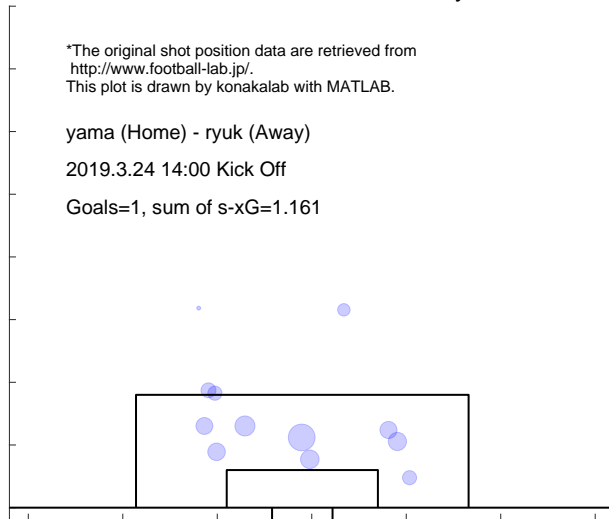 *The original shot position data are retrieved from
http://www.football-lab.jp/.
This plot is drawn by konakalab with MATLAB.
yama (Home) - ryuk (Away)
2019.3.24 14:00 Kick Off
Goals=1, sum of s-xG=1.161